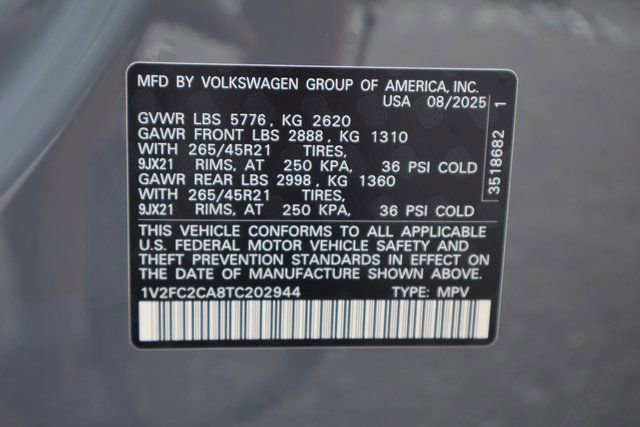 MFD BY VOLKSWAGEN GROUP OF AMERICA, INC.
USA 08/2025
GVWR LBS 5776, KG 2620
GAWR FRONT LBS 2888, KG 1310
WITH 265/45R21 TIRES,
9JX21 RIMS, AT 250 KPA, 36 PSI COLD
GAWR REAR LBS 2998, KG 1360
WITH 265/45R21 TIRES,
9JX21 RIMS, AT 250 KPA, 36 PSI COLD
THIS VEHICLE CONFORMS TO ALL APPLICABLE
U.S. FEDERAL MOTOR VEHICLE SAFETY AND
THEFT PREVENTION STANDARDS IN EFFECT ON
THE DATE OF MANUFACTURE SHOWN ABOVE.
1V2FC2CA8TC202944 TYPE: MPV
3518682 1